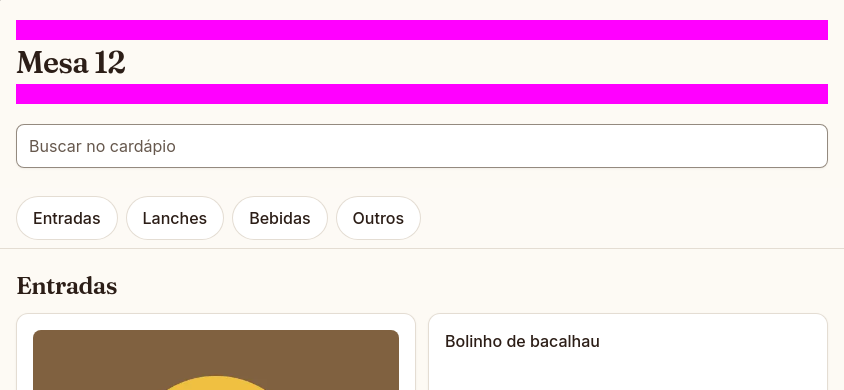 Mesa 12
Buscar no cardápio
Entradas
Lanches
Bebidas
Outros
Entradas
Bolinho de bacalhau